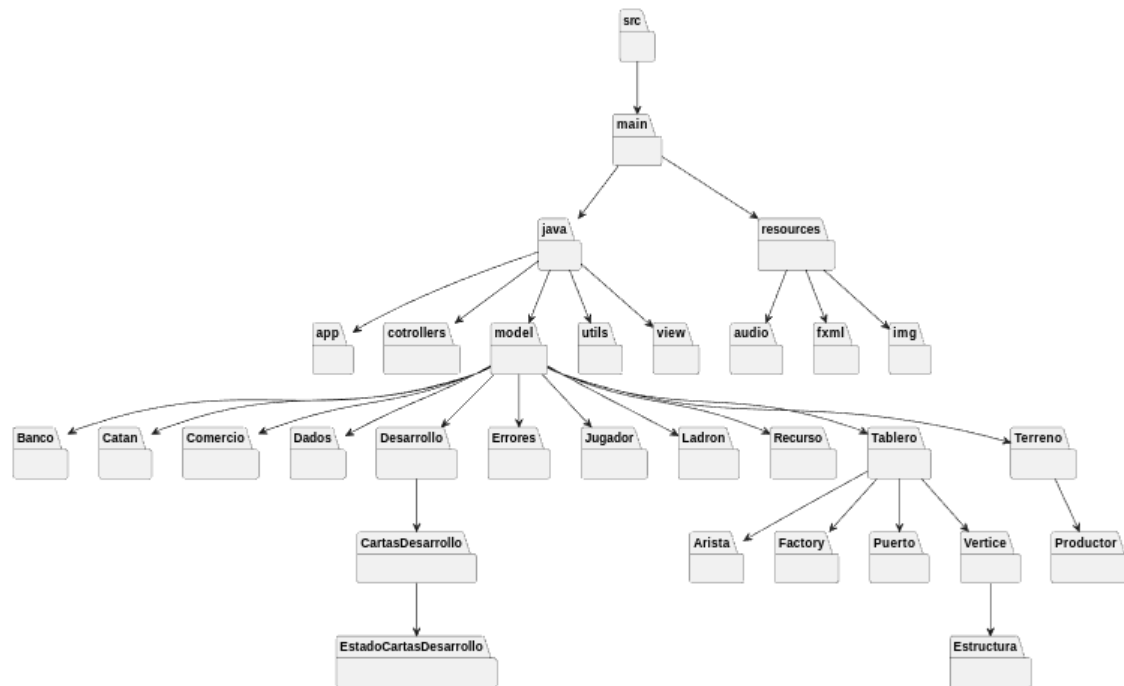 src
main
java
resources
app
cotrollers
model
utils
view
audio
fxml
img
Banco
Catan
Comercio
Dados
Desarrollo
Errores
Jugador
Ladron
Recurso
Tablero
Terreno
CartasDesarrollo
Arista
Factory
Puerto
Vertice
Productor
EstadoCartasDesarrollo
Estructura